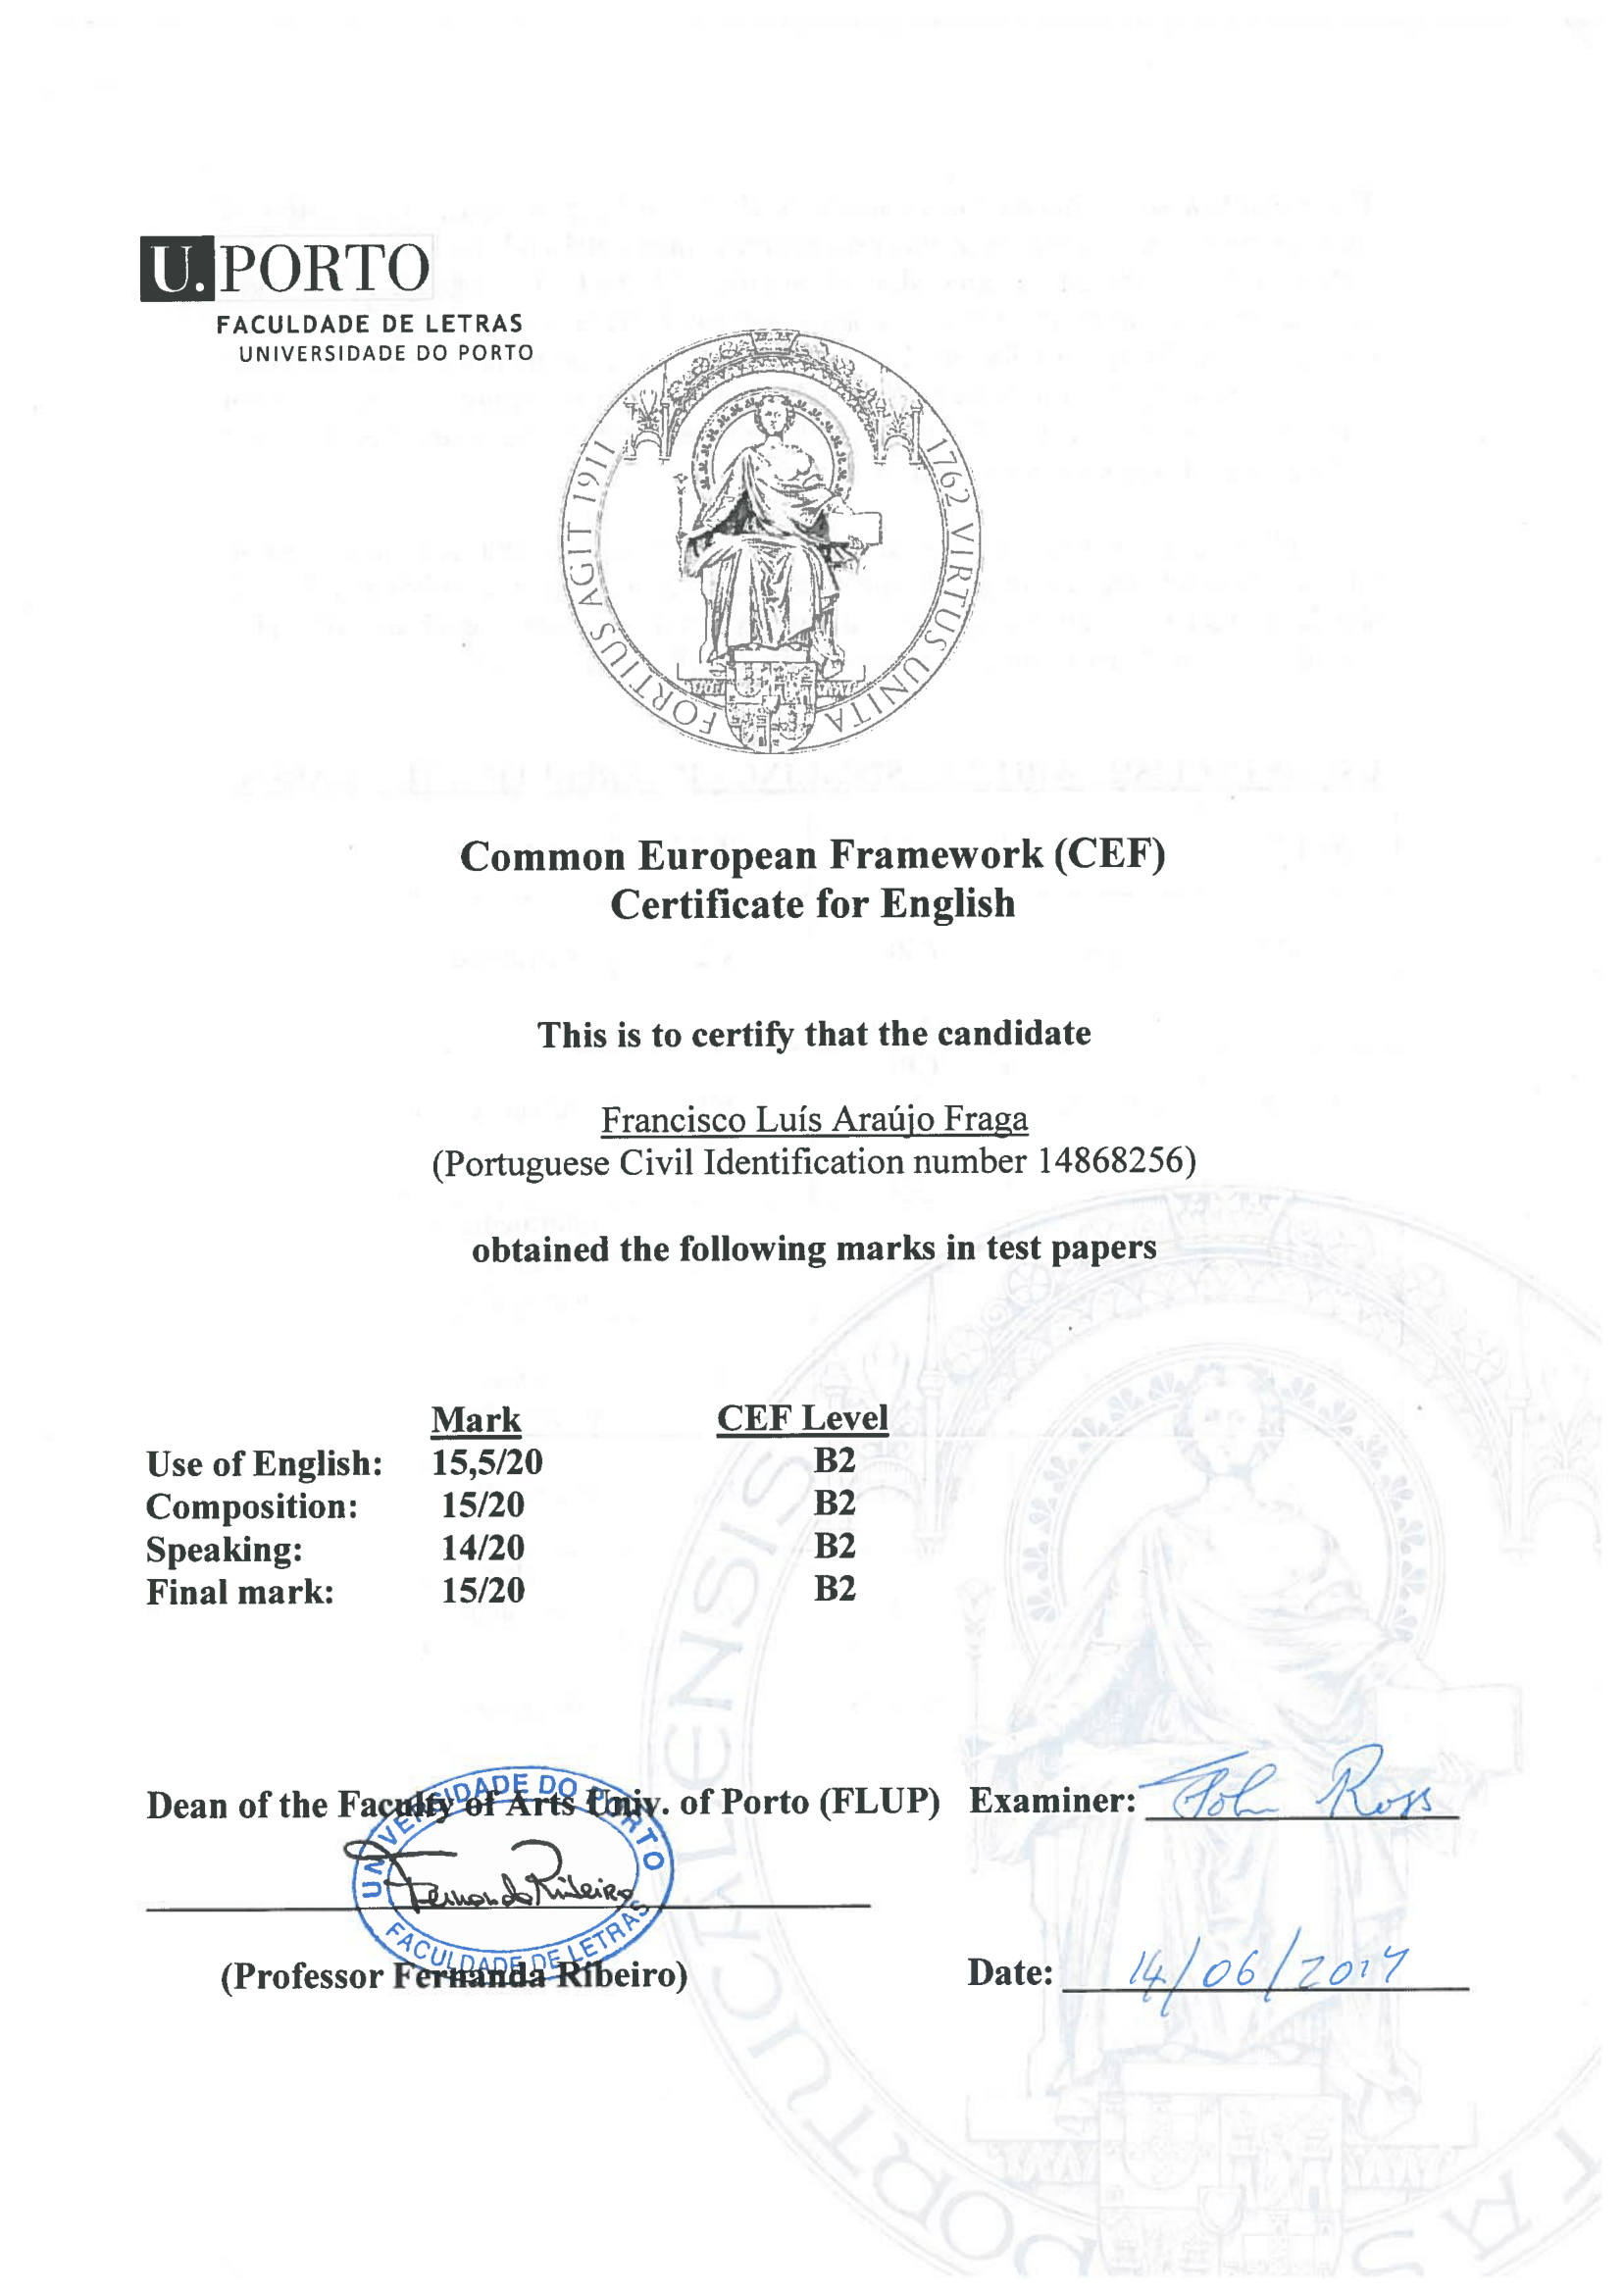 U.PORTO
FACULDADE DE LETRAS
UNIVERSIDADE DO PORTO
FORTIUS AGIT 1911 1762 VIRTUS UNITA
Common European Framework (CEF)
Certificate for English
This is to certify that the candidate
Francisco Luís Araújo Fraga
(Portuguese Civil Identification number 14868256)
obtained the following marks in test papers
Mark CEF Level
Use of English: 15,5/20 B2
Composition: 15/20 B2
Speaking: 14/20 B2
Final mark: 15/20 B2
Dean of the Faculty of Arts Univ. of Porto (FLUP) Examiner: John Ross
UNIVERSIDADE DO PORTO
Fernanda Ribeiro
FACULDADE DE LETRAS
(Professor Fernanda Ribeiro) Date: 14/06/2017